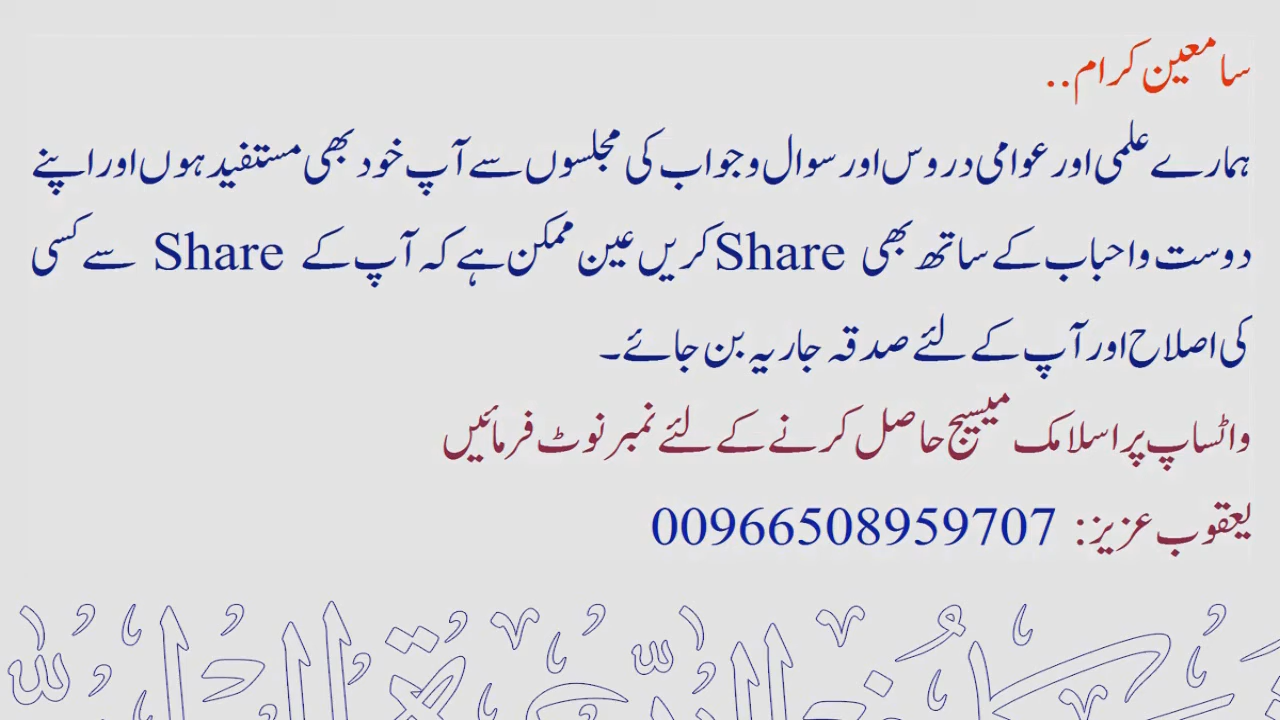 سامعین کرام..
ہمارے علمی اور عوامی دروس اور سوال و جواب کی مجلسوں سے آپ خود بھی مستفید ہوں اور اپنے
دوست و احباب کے ساتھ بھی Share کریں عین ممکن ہے کہ آپ کے Share سے کسی
کی اصلاح اور آپ کے لئے صدقہ جاریہ بن جائے۔
واٹساپ پر اسلامک میسیج حاصل کرنے کے لئے نمبر نوٹ فرمائیں
یعقوب عزیز: 00966508959707